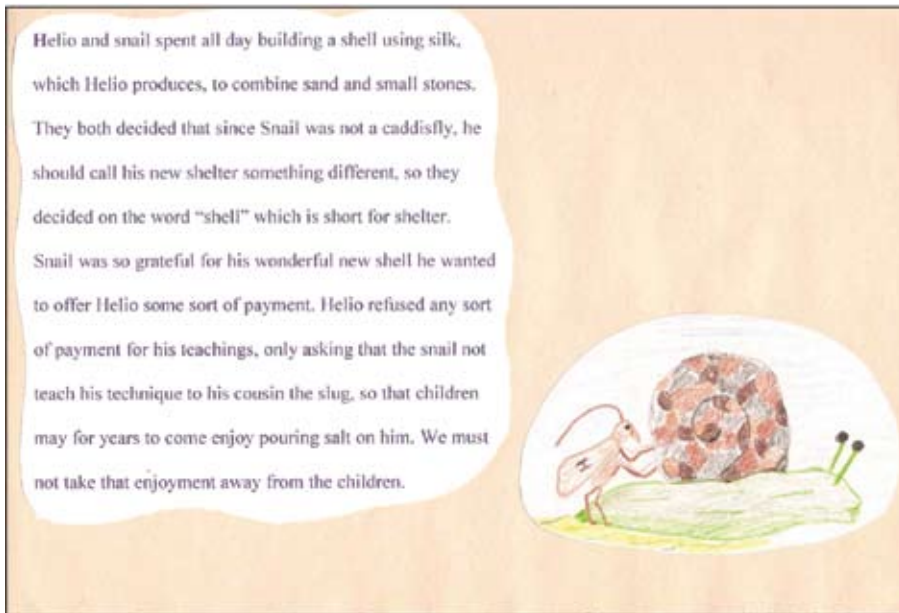 Helio and snail spent all day building a shell using silk,
which Helio produces, to combine sand and small stones.
They both decided that since Snail was not a caddisfly, he
should call his new shelter something different, so they
decided on the word “shell” which is short for shelter.
Snail was so grateful for his wonderful new shell he wanted
to offer Helio some sort of payment. Helio refused any sort
of payment for his teachings, only asking that the snail not
teach his technique to his cousin the slug, so that children
may for years to come enjoy pouring salt on him. We must
not take that enjoyment away from the children.
H